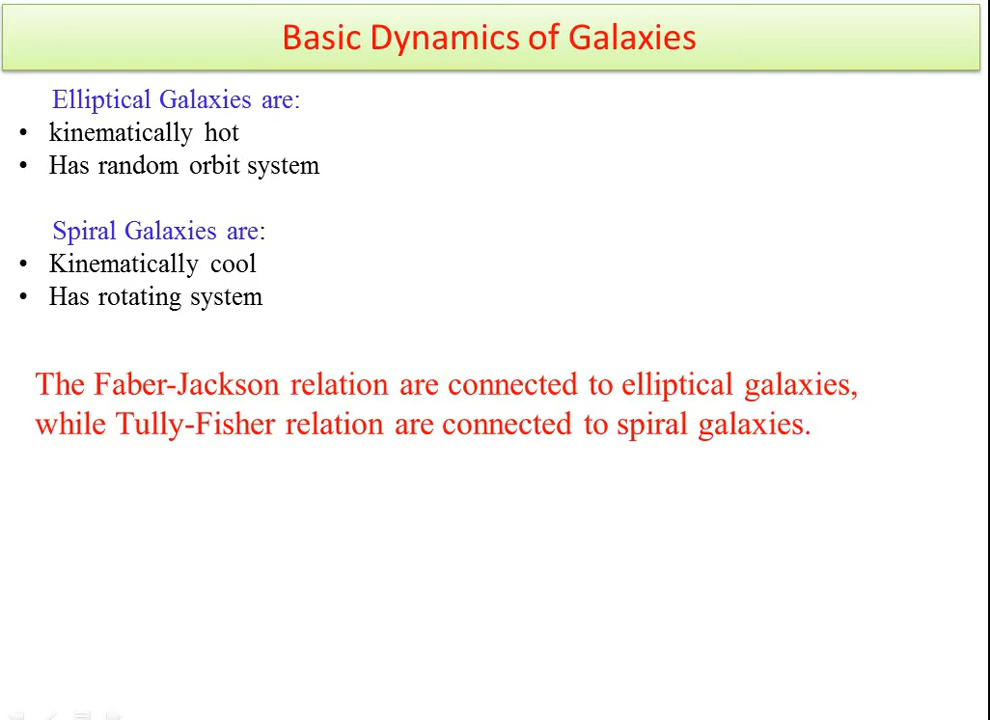 Basic Dynamics of Galaxies
Elliptical Galaxies are:
• kinematically hot
• Has random orbit system
Spiral Galaxies are:
• Kinematically cool
• Has rotating system
The Faber-Jackson relation are connected to elliptical galaxies,
while Tully-Fisher relation are connected to spiral galaxies.